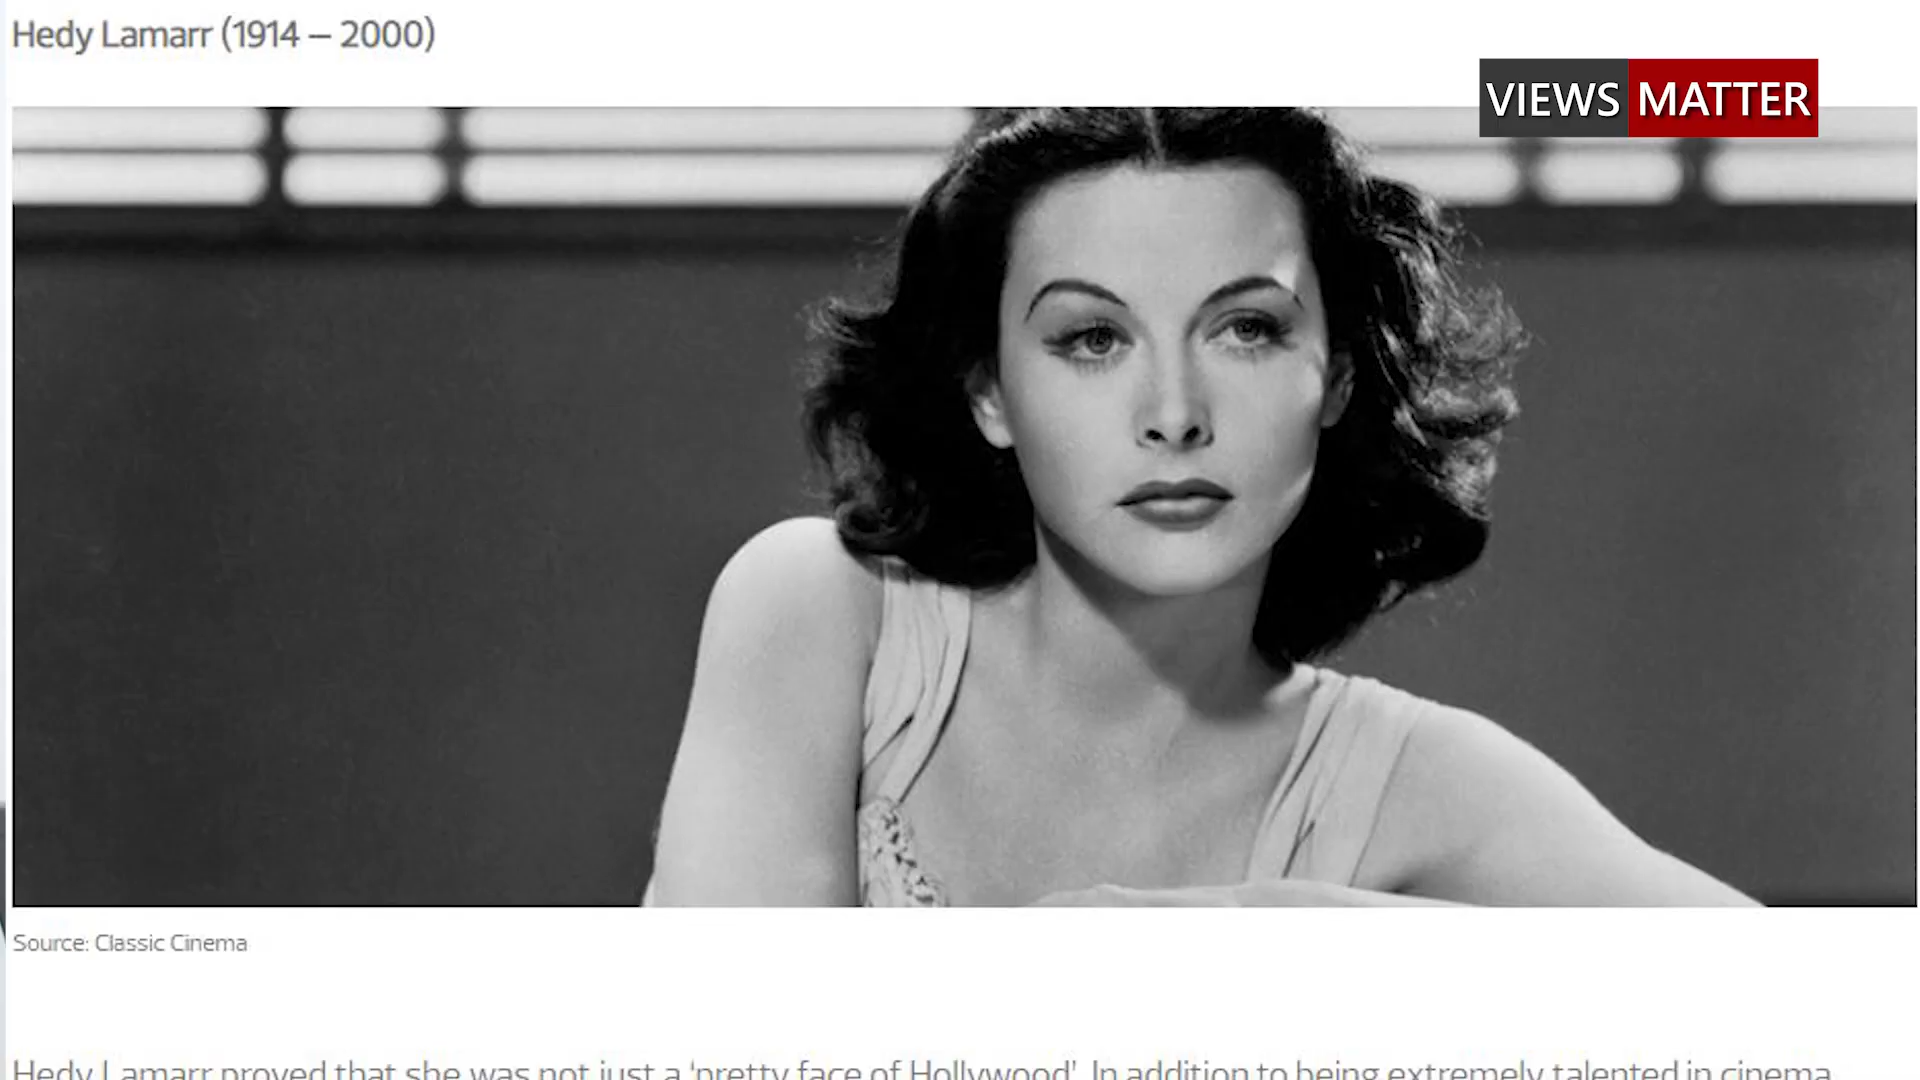 Hedy Lamarr (1914 – 2000)
VIEWS MATTER
Source: Classic Cinema
Hedy Lamarr proved that she was not just a 'pretty face of Hollywood'. In addition to being extremely talented in cinema,